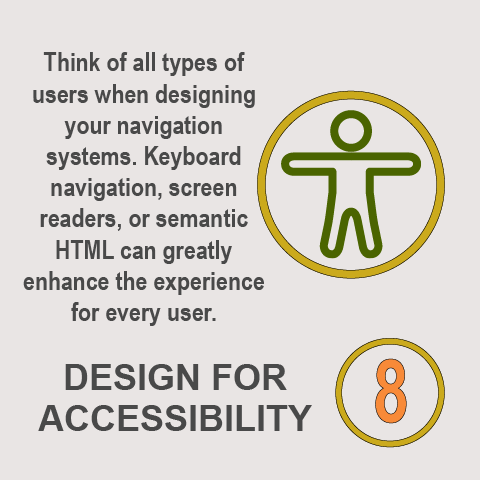 Think of all types of
users when designing
your navigation
systems. Keyboard
navigation, screen
readers, or semantic
HTML can greatly
enhance the experience
for every user.
DESIGN FOR
ACCESSIBILITY
8